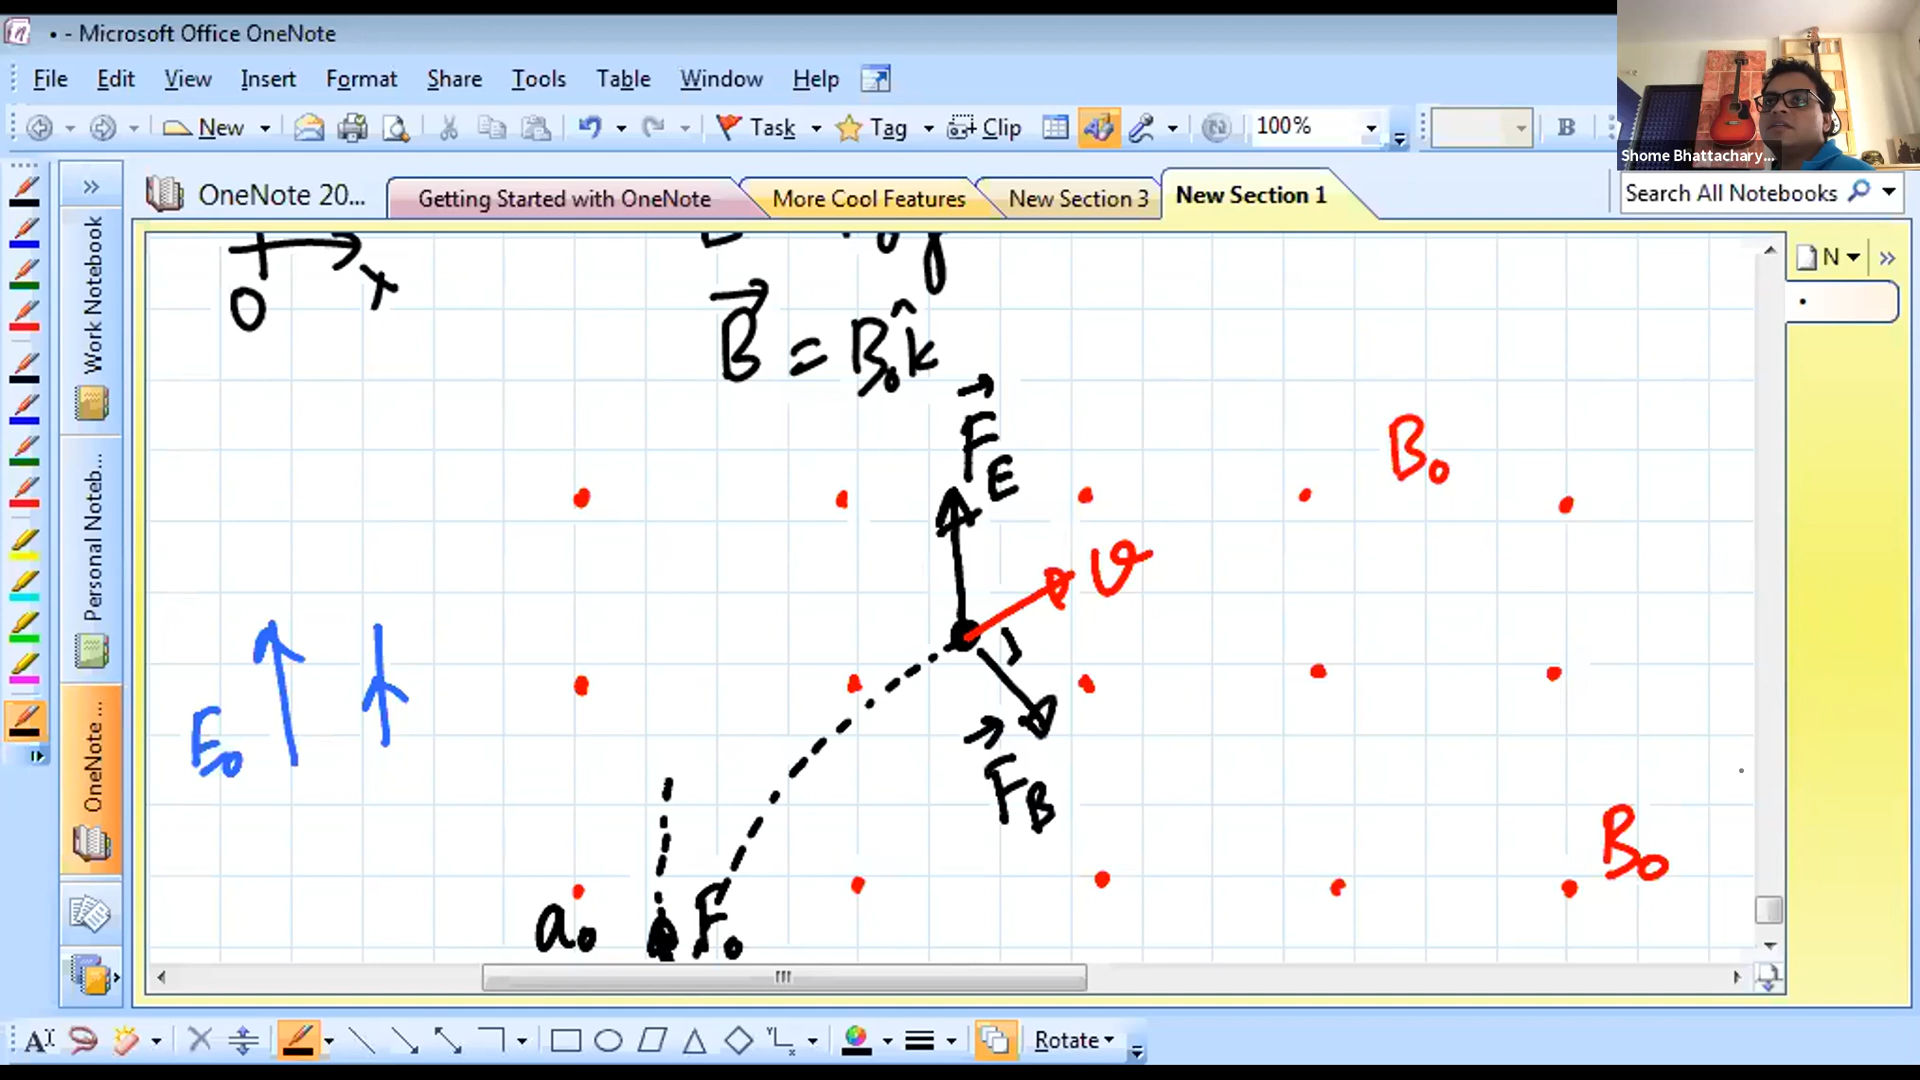 • - Microsoft Office OneNote
File Edit View Insert Format Share Tools Table Window Help
New Task Tag Clip 100% B
Shome Bhattachary...
OneNote 20...
Getting Started with OneNote
More Cool Features
New Section 3
New Section 1
Search All Notebooks
N
Work Notebook
Personal Noteb...
OneNote ...
O x
B⃗ = B₀k̂
F⃗E
B₀
v
E₀
F⃗B
B₀
a₀ F₀
Rotate